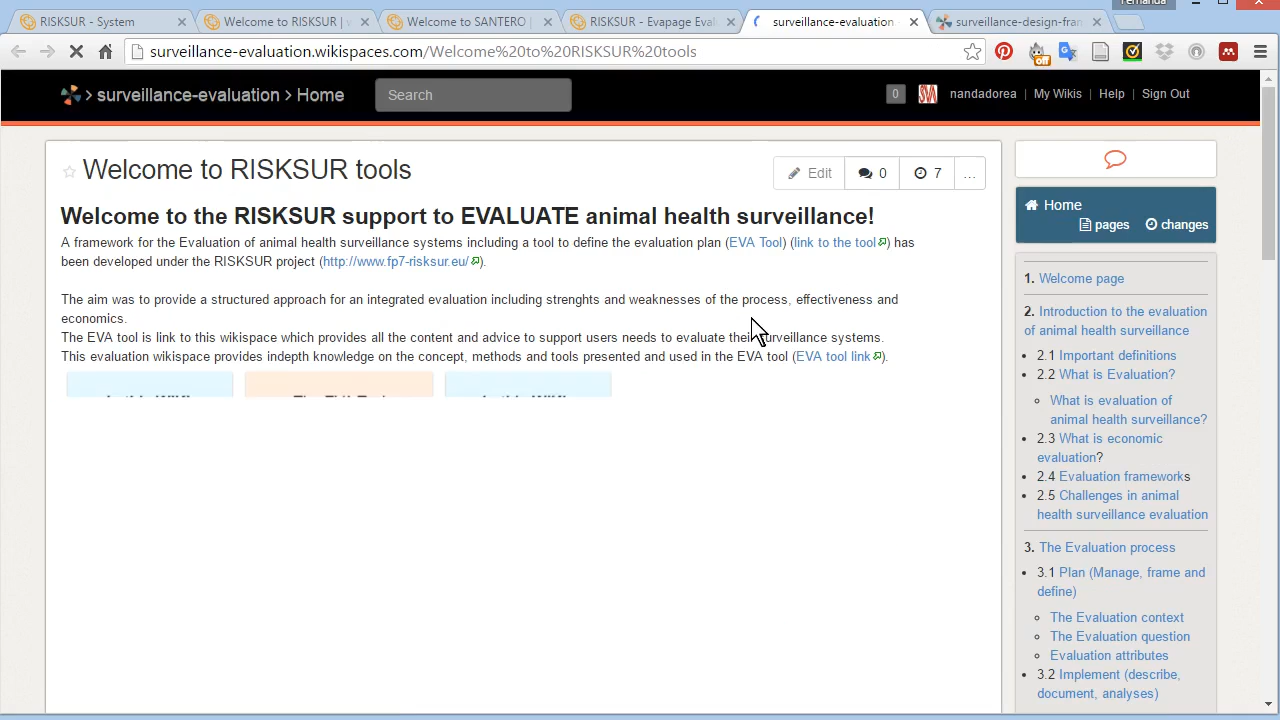 Fernanda
RISKSUR - System
Welcome to RISKSUR | v
Welcome to SANTERO |
RISKSUR - Evapage Eval
surveillance-evaluation -
surveillance-design-fram
surveillance-evaluation.wikispaces.com/Welcome%20to%20RISKSUR%20tools
off
surveillance-evaluation Home
Search
0
SVA
nandadorea | My Wikis | Help | Sign Out
Welcome to RISKSUR tools
Edit
0
7
...
Welcome to the RISKSUR support to EVALUATE animal health surveillance!
A framework for the Evaluation of animal health surveillance systems including a tool to define the evaluation plan (EVA Tool) (link to the tool) has
been developed under the RISKSUR project (http://www.fp7-risksur.eu/).
The aim was to provide a structured approach for an integrated evaluation including strenghts and weaknesses of the process, effectiveness and
economics.
The EVA tool is link to this wikispace which provides all the content and advice to support users needs to evaluate their surveillance systems.
This evaluation wikispace provides indepth knowledge on the concept, methods and tools presented and used in the EVA tool (EVA tool link).
Home
pages
changes
1. Welcome page
2. Introduction to the evaluation
of animal health surveillance
2.1 Important definitions
2.2 What is Evaluation?
What is evaluation of
animal health surveillance?
2.3 What is economic
evaluation?
2.4 Evaluation frameworks
2.5 Challenges in animal
health surveillance evaluation
3. The Evaluation process
3.1 Plan (Manage, frame and
define)
The Evaluation context
The Evaluation question
Evaluation attributes
3.2 Implement (describe,
document, analyses)